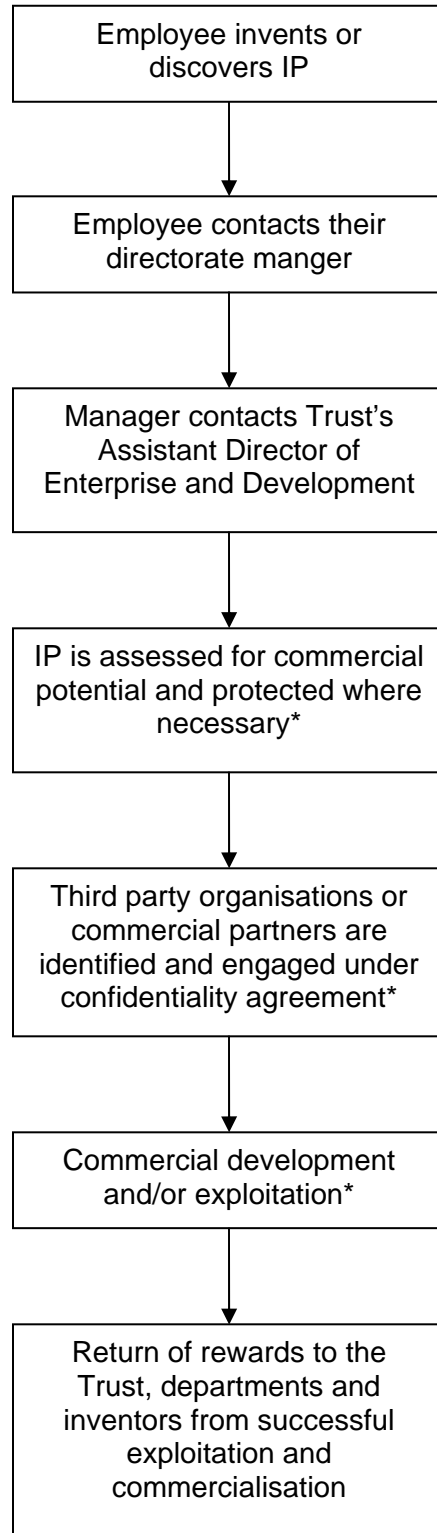 Employee invents or
discovers IP
Employee contacts their
directorate manger
Manager contacts Trust's
Assistant Director of
Enterprise and Development
IP is assessed for commercial
potential and protected where
necessary*
Third party organisations or
commercial partners are
identified and engaged under
confidentiality agreement*
Commercial development
and/or exploitation*
Return of rewards to the
Trust, departments and
inventors from successful
exploitation and
commercialisation